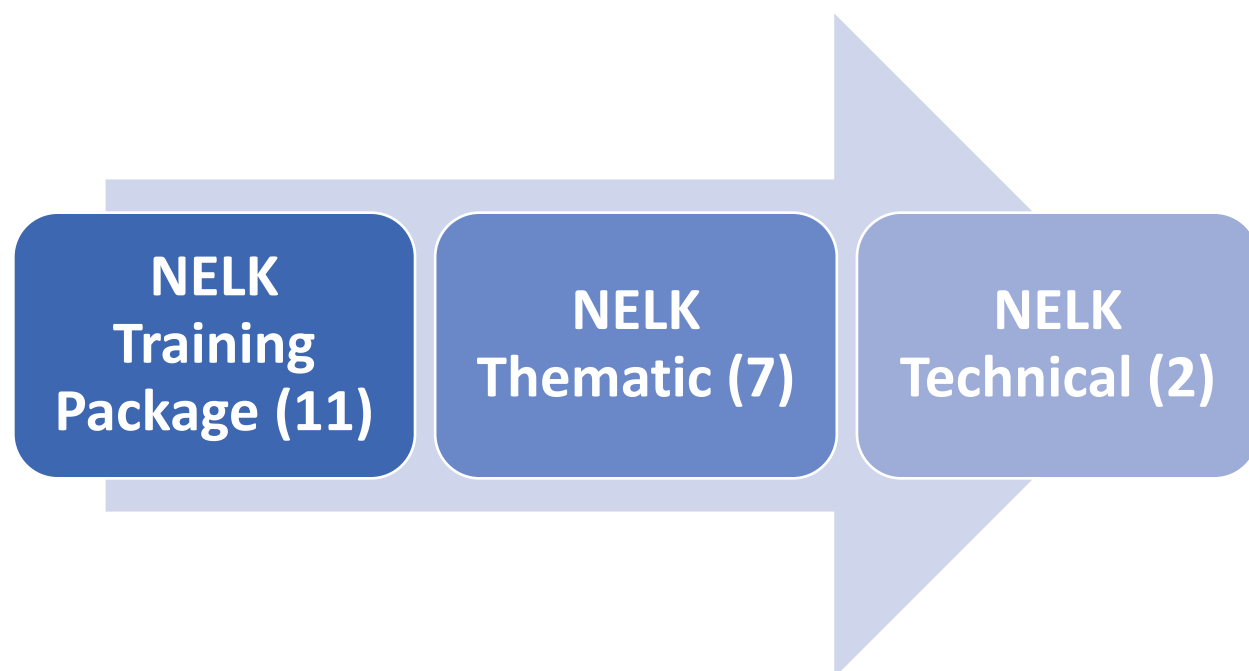 NELK
Training
Package (11)
NELK
Thematic (7)
NELK
Technical (2)